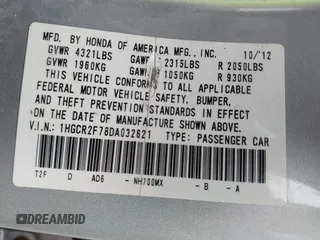 MFD. BY HONDA OF AMERICA MFG., INC. 10/12
GVWR 4321LBS GAWR F 2315LBS R 2050LBS
GVWR 1960KG GAWR F 1050KG R 930KG
THIS VEHICLE CONFORMS TO ALL APPLICABLE
FEDERAL MOTOR VEHICLE SAFETY, BUMPER,
AND THEFT PREVENTION STANDARDS IN EFFECT
ON THE DATE OF MANUFACTURE SHOWN ABOVE.
V.I.N.: 1HGCR2F78DA032621 TYPE: PASSENGER CAR
T2F D AD6 - NH700MX - B - A
DREAMBID
dreambid.com